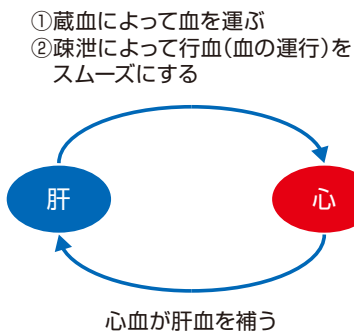 ①蔵血によって血を運ぶ
②疎泄によって行血(血の運行)を
スムーズにする
肝
心
心血が肝血を補う